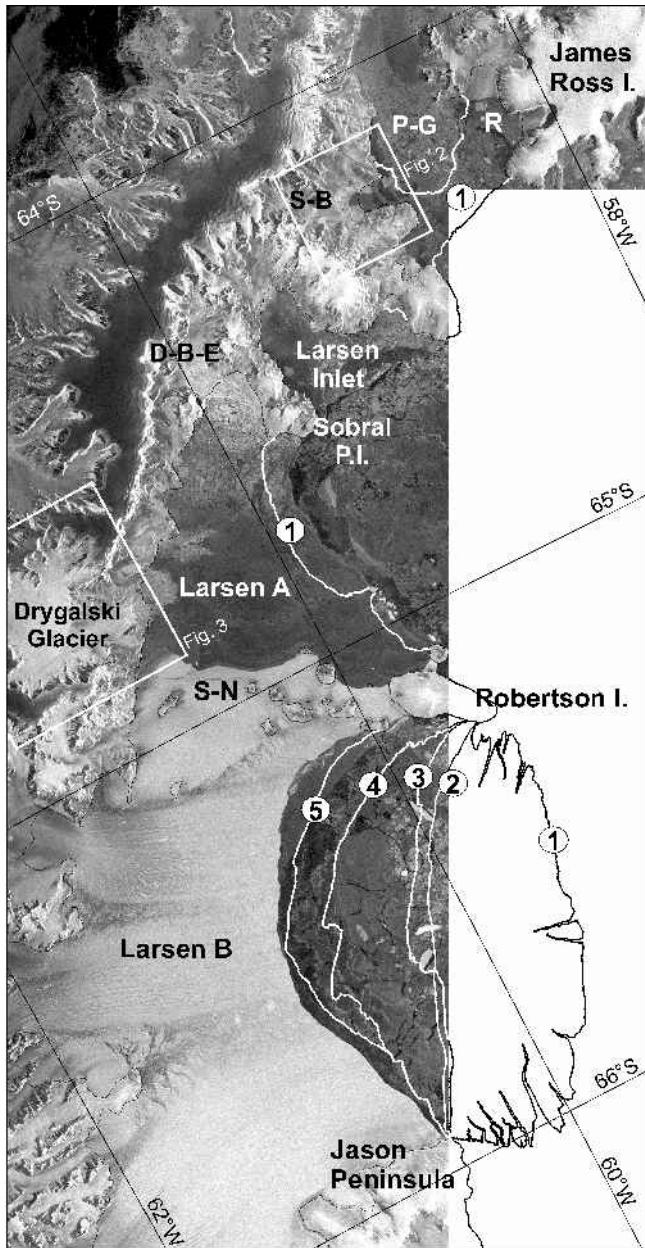 James
Ross I.
P-G
R
Fig. 2
1
64°S
S-B
58°W
D-B-E
Larsen
Inlet
Sobral
P.I.
65°S
1
Larsen A
Drygalski
Glacier
Fig. 3
S-N
Robertson I.
3
2
4
5
1
Larsen B
66°S
Jason
Peninsula
60°W
62°W